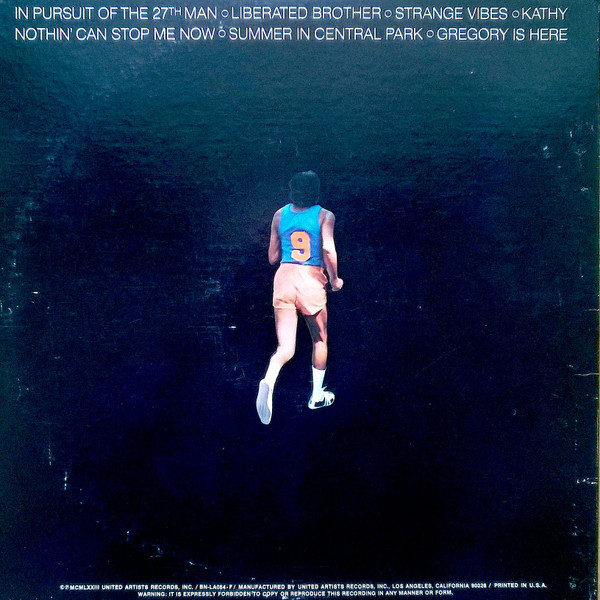 IN PURSUIT OF THE 27TH MAN ○ LIBERATED BROTHER ○ STRANGE VIBES ○ KATHY
NOTHIN' CAN STOP ME NOW ○ SUMMER IN CENTRAL PARK ○ GREGORY IS HERE
9
©℗ MCMLXXIII UNITED ARTISTS RECORDS, INC. / BN-LA054-F / MANUFACTURED BY UNITED ARTISTS RECORDS, INC., LOS ANGELES, CALIFORNIA 90028 / PRINTED IN U.S.A.
WARNING: IT IS EXPRESSLY FORBIDDEN TO COPY OR REPRODUCE THIS RECORDING IN ANY MANNER OR FORM.